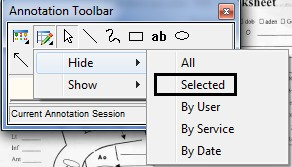 Annotation Toolbar
ksheet
ab
Hide
All
Show
Selected
By User
By Service
By Date
Current Annotation Session